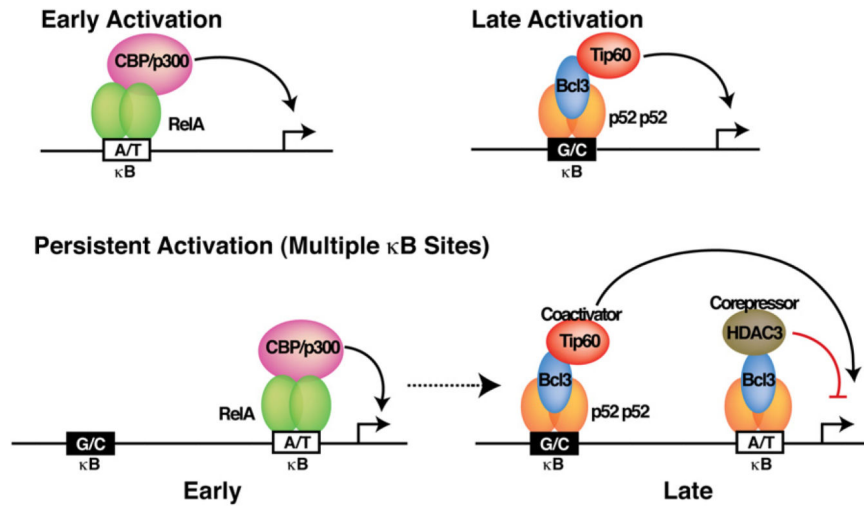 Early Activation
CBP/p300
RelA
A/T
κB
Late Activation
Tip60
Bcl3
p52 p52
G/C
κB
Persistent Activation (Multiple κB Sites)
CBP/p300
RelA
G/C
κB
A/T
κB
Early
Coactivator
Tip60
Bcl3
p52 p52
G/C
κB
Corepressor
HDAC3
Bcl3
A/T
κB
Late